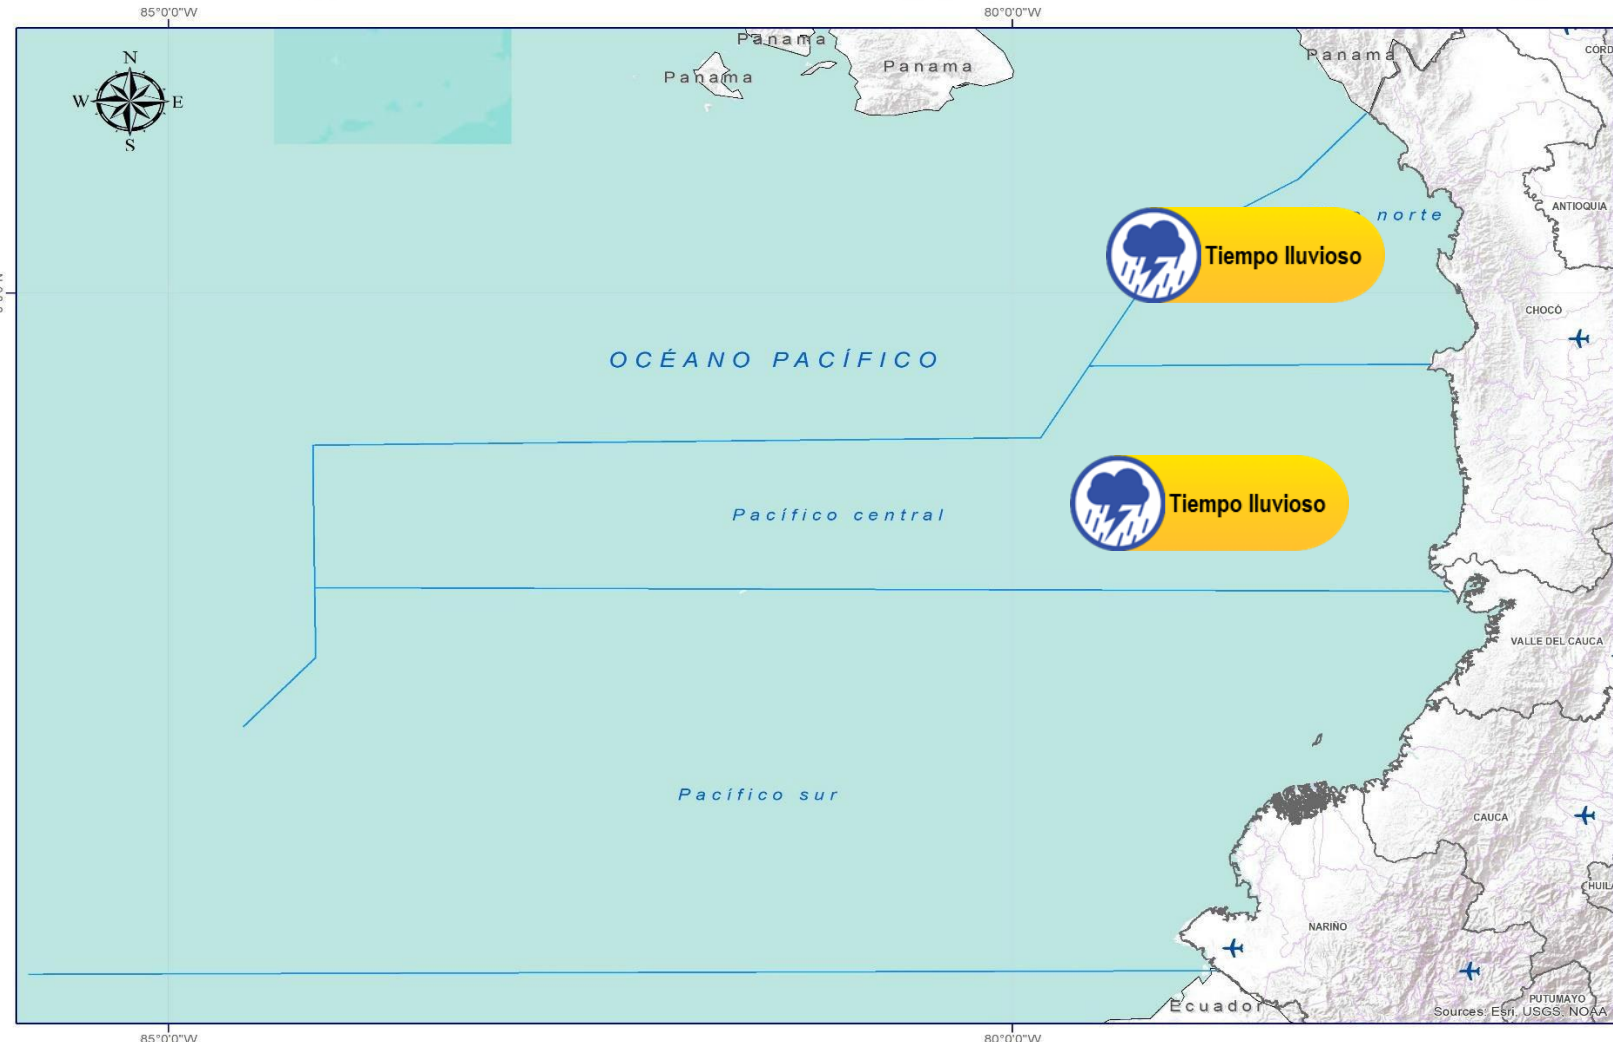 85°0'0"W
80°0'0"W
N
W
E
S
Panama
Panama
Panama
Panama
ANTIOQUIA
norte
Tiempo lluvioso
CHOCÓ
OCÉANO PACÍFICO
Tiempo lluvioso
Pacífico central
VALLE DEL CAUCA
Pacífico sur
CAUCA
NARIÑO
PUTUMAYO
Ecuador
Sources: Esri, USGS, NOAA
85°0'0"W
80°0'0"W